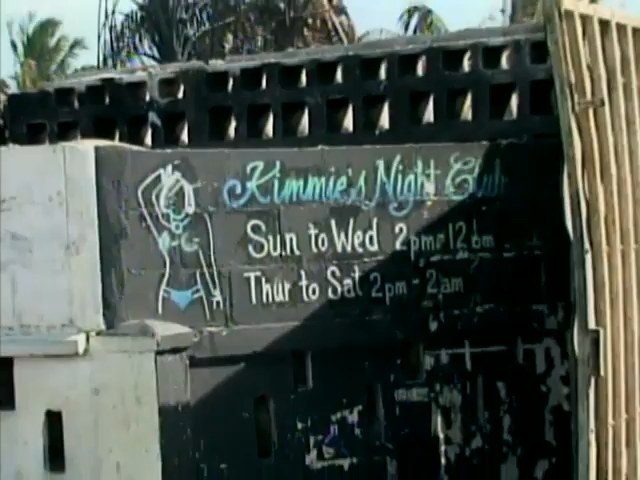 Kimmie's Night Club
Sun to Wed 2pm-12am
Thur to Sat 2pm - 2am